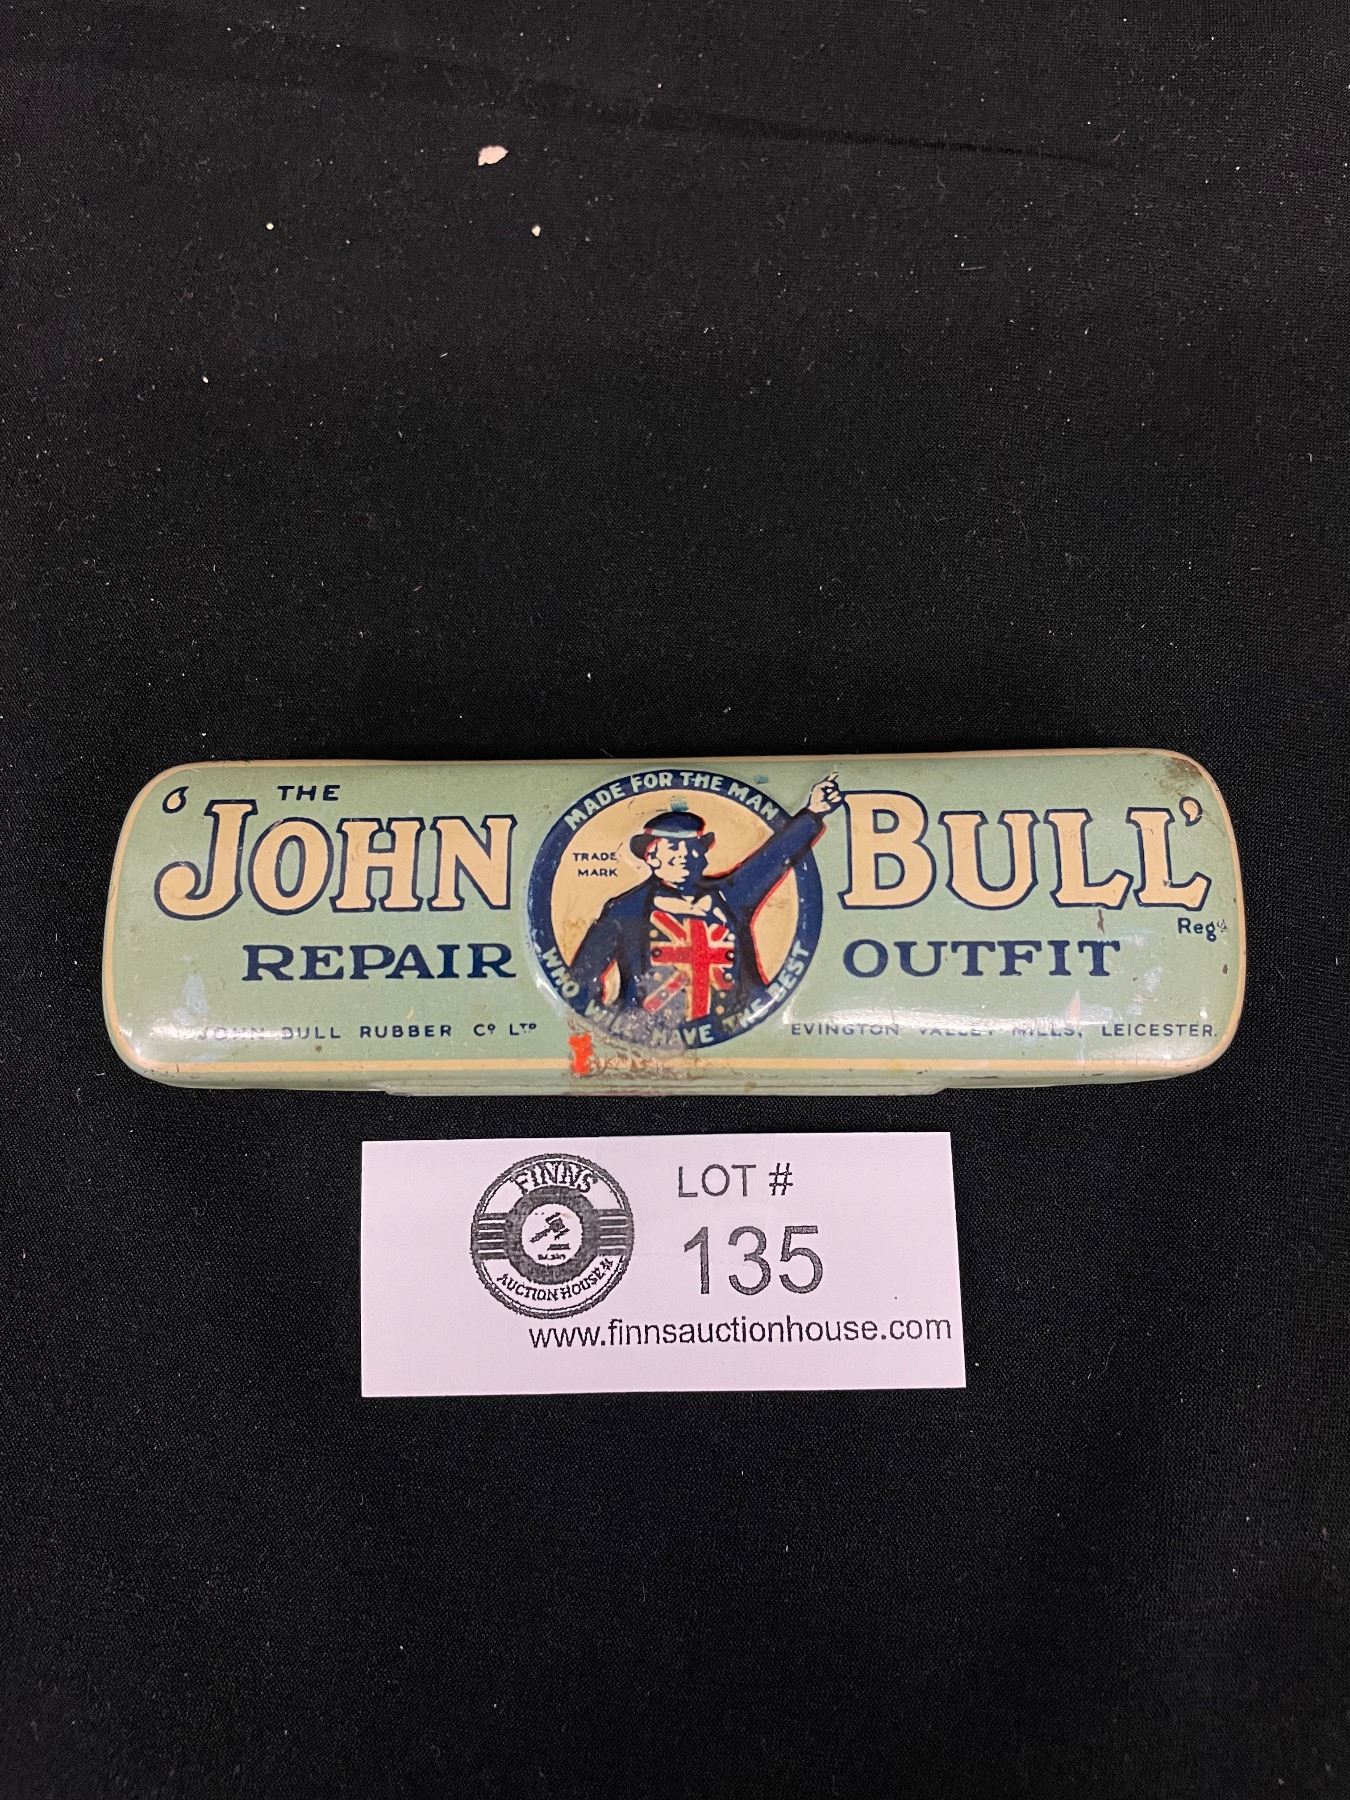 THE
'JOHN BULL'
Regd
REPAIR OUTFIT
MADE FOR THE MAN
WHO WILL HAVE THE BEST
TRADE
MARK
JOHN BULL RUBBER Co LTD
EVINGTON VALLEY MILLS, LEICESTER.
FINNS
AUCTION HOUSE
LOT #
135
www.finnsauctionhouse.com